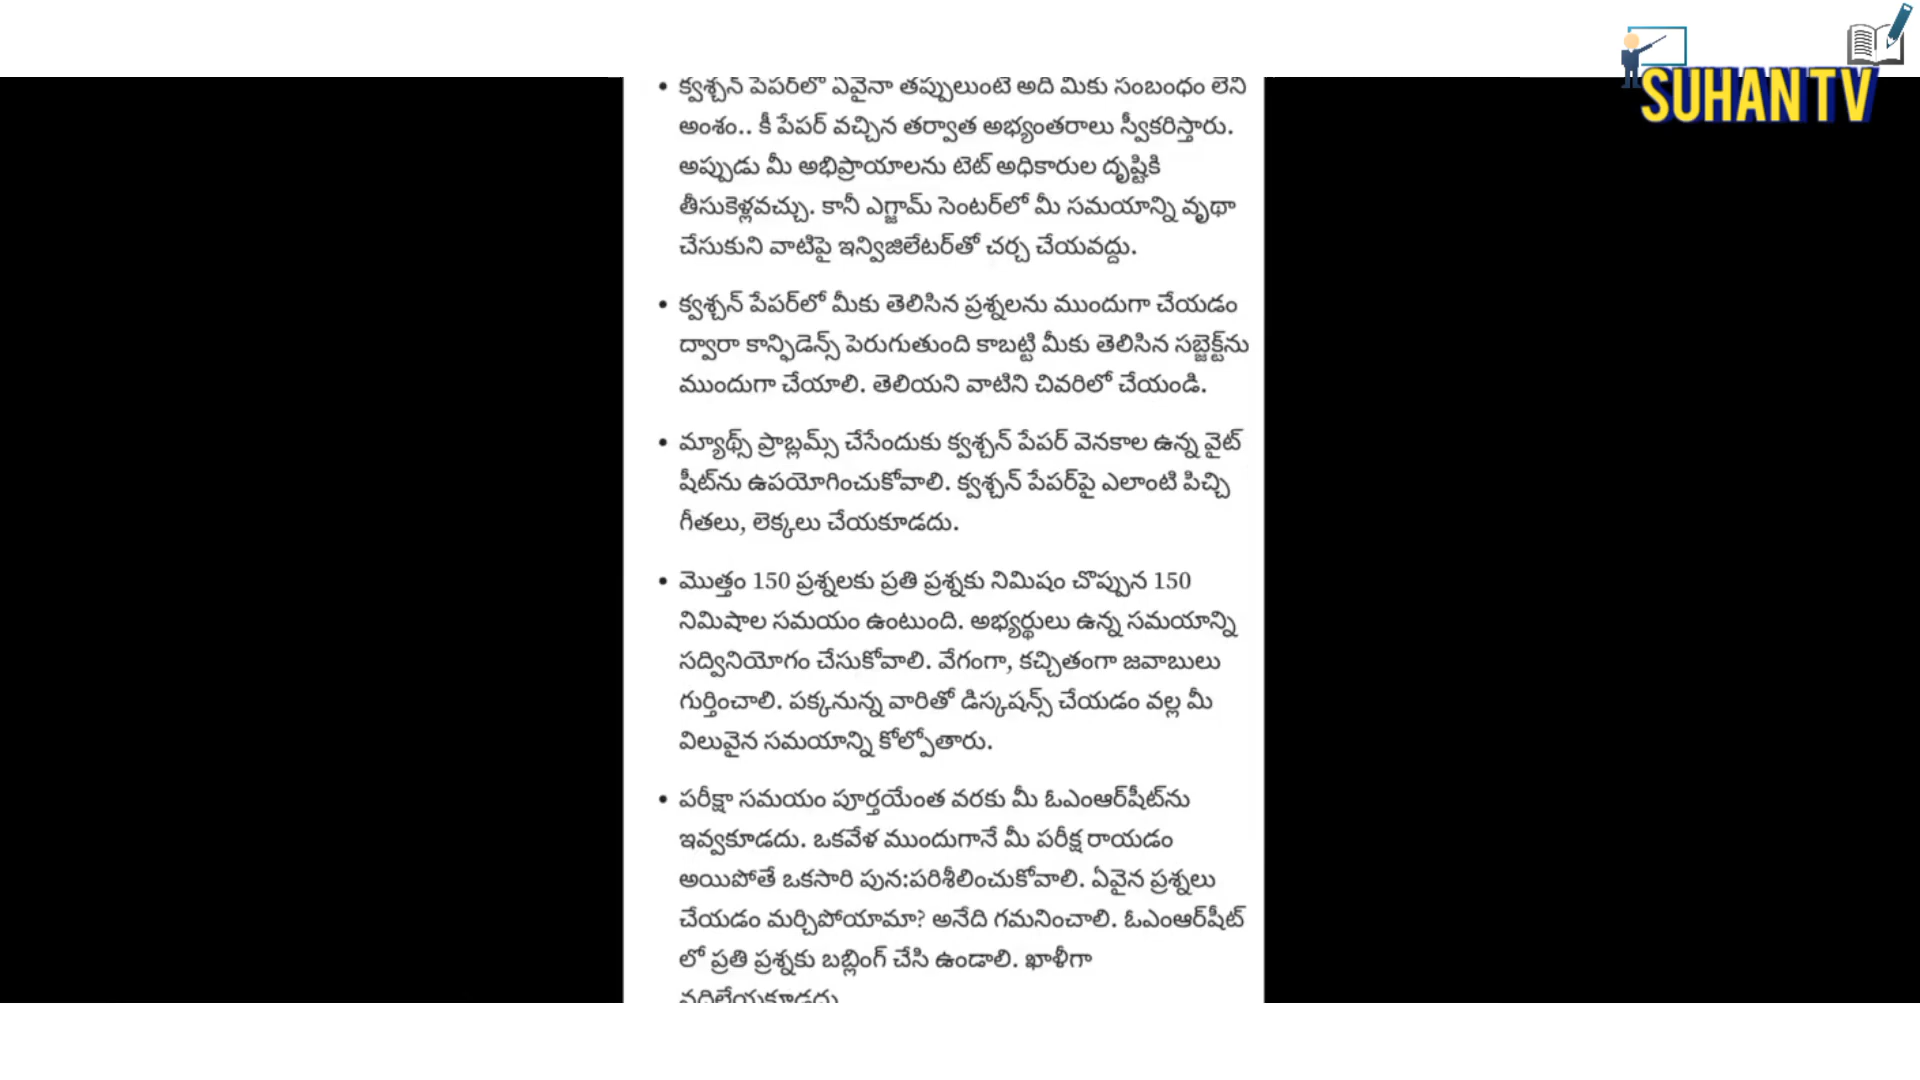 SUHANTV
• క్వశ్చన్ పేపర్‌లో ఏవైనా తప్పులుంటే అది మీకు సంబంధం లేని
అంశం.. కీ పేపర్ వచ్చిన తర్వాత అభ్యంతరాలు స్వీకరిస్తారు.
అప్పుడు మీ అభిప్రాయాలను టెట్ అధికారుల దృష్టికి
తీసుకెళ్లవచ్చు. కానీ ఎగ్జామ్ సెంటర్‌లో మీ సమయాన్ని వృథా
చేసుకుని వాటిపై ఇన్విజిలేటర్‌తో చర్చ చేయవద్దు.
• క్వశ్చన్ పేపర్‌లో మీకు తెలిసిన ప్రశ్నలను ముందుగా చేయడం
ద్వారా కాన్ఫిడెన్స్ పెరుగుతుంది కాబట్టి మీకు తెలిసిన సబ్జెక్ట్‌ను
ముందుగా చేయాలి. తెలియని వాటిని చివరిలో చేయండి.
• మ్యాథ్స్ ప్రాబ్లమ్స్ చేసేందుకు క్వశ్చన్ పేపర్ వెనకాల ఉన్న వైట్
షీట్‌ను ఉపయోగించుకోవాలి. క్వశ్చన్ పేపర్‌పై ఎలాంటి పిచ్చి
గీతలు, లెక్కలు చేయకూడదు.
• మొత్తం 150 ప్రశ్నలకు ప్రతి ప్రశ్నకు నిమిషం చొప్పున 150
నిమిషాల సమయం ఉంటుంది. అభ్యర్థులు ఉన్న సమయాన్ని
సద్వినియోగం చేసుకోవాలి. వేగంగా, కచ్చితంగా జవాబులు
గుర్తించాలి. పక్కనున్న వారితో డిస్కషన్స్ చేయడం వల్ల మీ
విలువైన సమయాన్ని కోల్పోతారు.
• పరీక్షా సమయం పూర్తయేంత వరకు మీ ఓఎంఆర్‌షీట్‌ను
ఇవ్వకూడదు. ఒకవేళ ముందుగానే మీ పరీక్ష రాయడం
అయిపోతే ఒకసారి పున:పరిశీలించుకోవాలి. ఏవైన ప్రశ్నలు
చేయడం మర్చిపోయామా? అనేది గమనించాలి. ఓఎంఆర్‌షీట్
లో ప్రతి ప్రశ్నకు బబ్లింగ్ చేసి ఉండాలి. ఖాళీగా
వదిలేయకూడదు